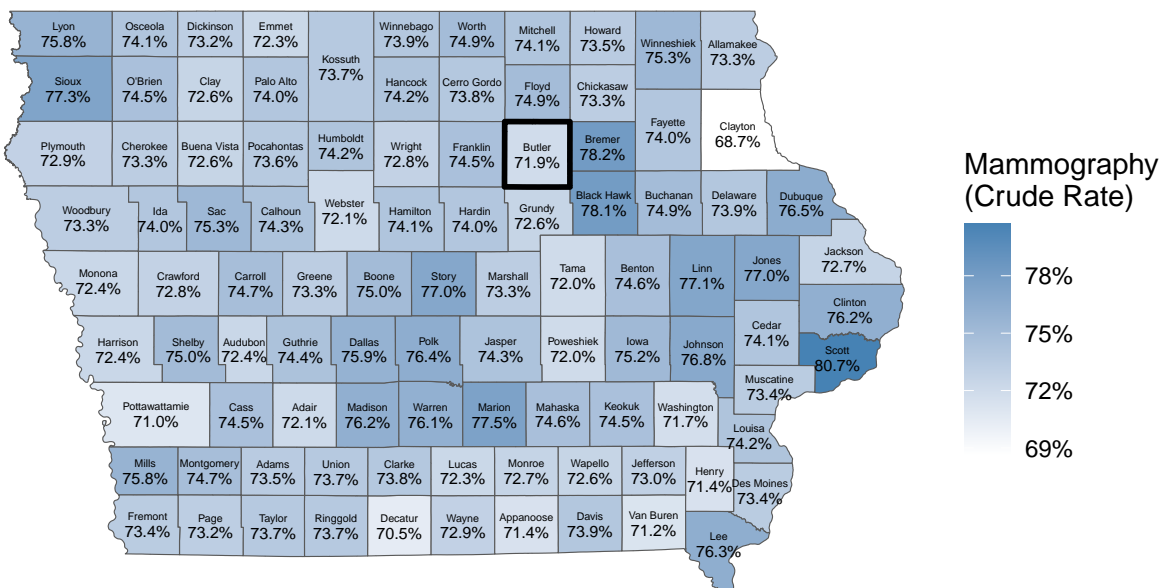 Lyon
75.8%
Osceola
74.1%
Dickinson
73.2%
Emmet
72.3%
Kossuth
73.7%
Winnebago
73.9%
Worth
74.9%
Mitchell
74.1%
Howard
73.5%
Winneshiek
75.3%
Allamakee
73.3%
Sioux
77.3%
O'Brien
74.5%
Clay
72.6%
Palo Alto
74.0%
Hancock
74.2%
Cerro Gordo
73.8%
Floyd
74.9%
Chickasaw
73.3%
Fayette
74.0%
Clayton
68.7%
Plymouth
72.9%
Cherokee
73.3%
Buena Vista
72.6%
Pocahontas
73.6%
Humboldt
74.2%
Wright
72.8%
Franklin
74.5%
Butler
71.9%
Bremer
78.2%
Woodbury
73.3%
Ida
74.0%
Sac
75.3%
Calhoun
74.3%
Webster
72.1%
Hamilton
74.1%
Hardin
74.0%
Grundy
72.6%
Black Hawk
78.1%
Buchanan
74.9%
Delaware
73.9%
Dubuque
76.5%
Monona
72.4%
Crawford
72.8%
Carroll
74.7%
Greene
73.3%
Boone
75.0%
Story
77.0%
Marshall
73.3%
Tama
72.0%
Benton
74.6%
Linn
77.1%
Jones
77.0%
Jackson
72.7%
Clinton
76.2%
Harrison
72.4%
Shelby
75.0%
Audubon
72.4%
Guthrie
74.4%
Dallas
75.9%
Polk
76.4%
Jasper
74.3%
Poweshiek
72.0%
Iowa
75.2%
Johnson
76.8%
Cedar
74.1%
Scott
80.7%
Muscatine
73.4%
Pottawattamie
71.0%
Cass
74.5%
Adair
72.1%
Madison
76.2%
Warren
76.1%
Marion
77.5%
Mahaska
74.6%
Keokuk
74.5%
Washington
71.7%
Louisa
74.2%
Mills
75.8%
Montgomery
74.7%
Adams
73.5%
Union
73.7%
Clarke
73.8%
Lucas
72.3%
Monroe
72.7%
Wapello
72.6%
Jefferson
73.0%
Henry
71.4%
Des Moines
73.4%
Fremont
73.4%
Page
73.2%
Taylor
73.7%
Ringgold
73.7%
Decatur
70.5%
Wayne
72.9%
Appanoose
71.4%
Davis
73.9%
Van Buren
71.2%
Lee
76.3%
Mammography
(Crude Rate)
78%
75%
72%
69%